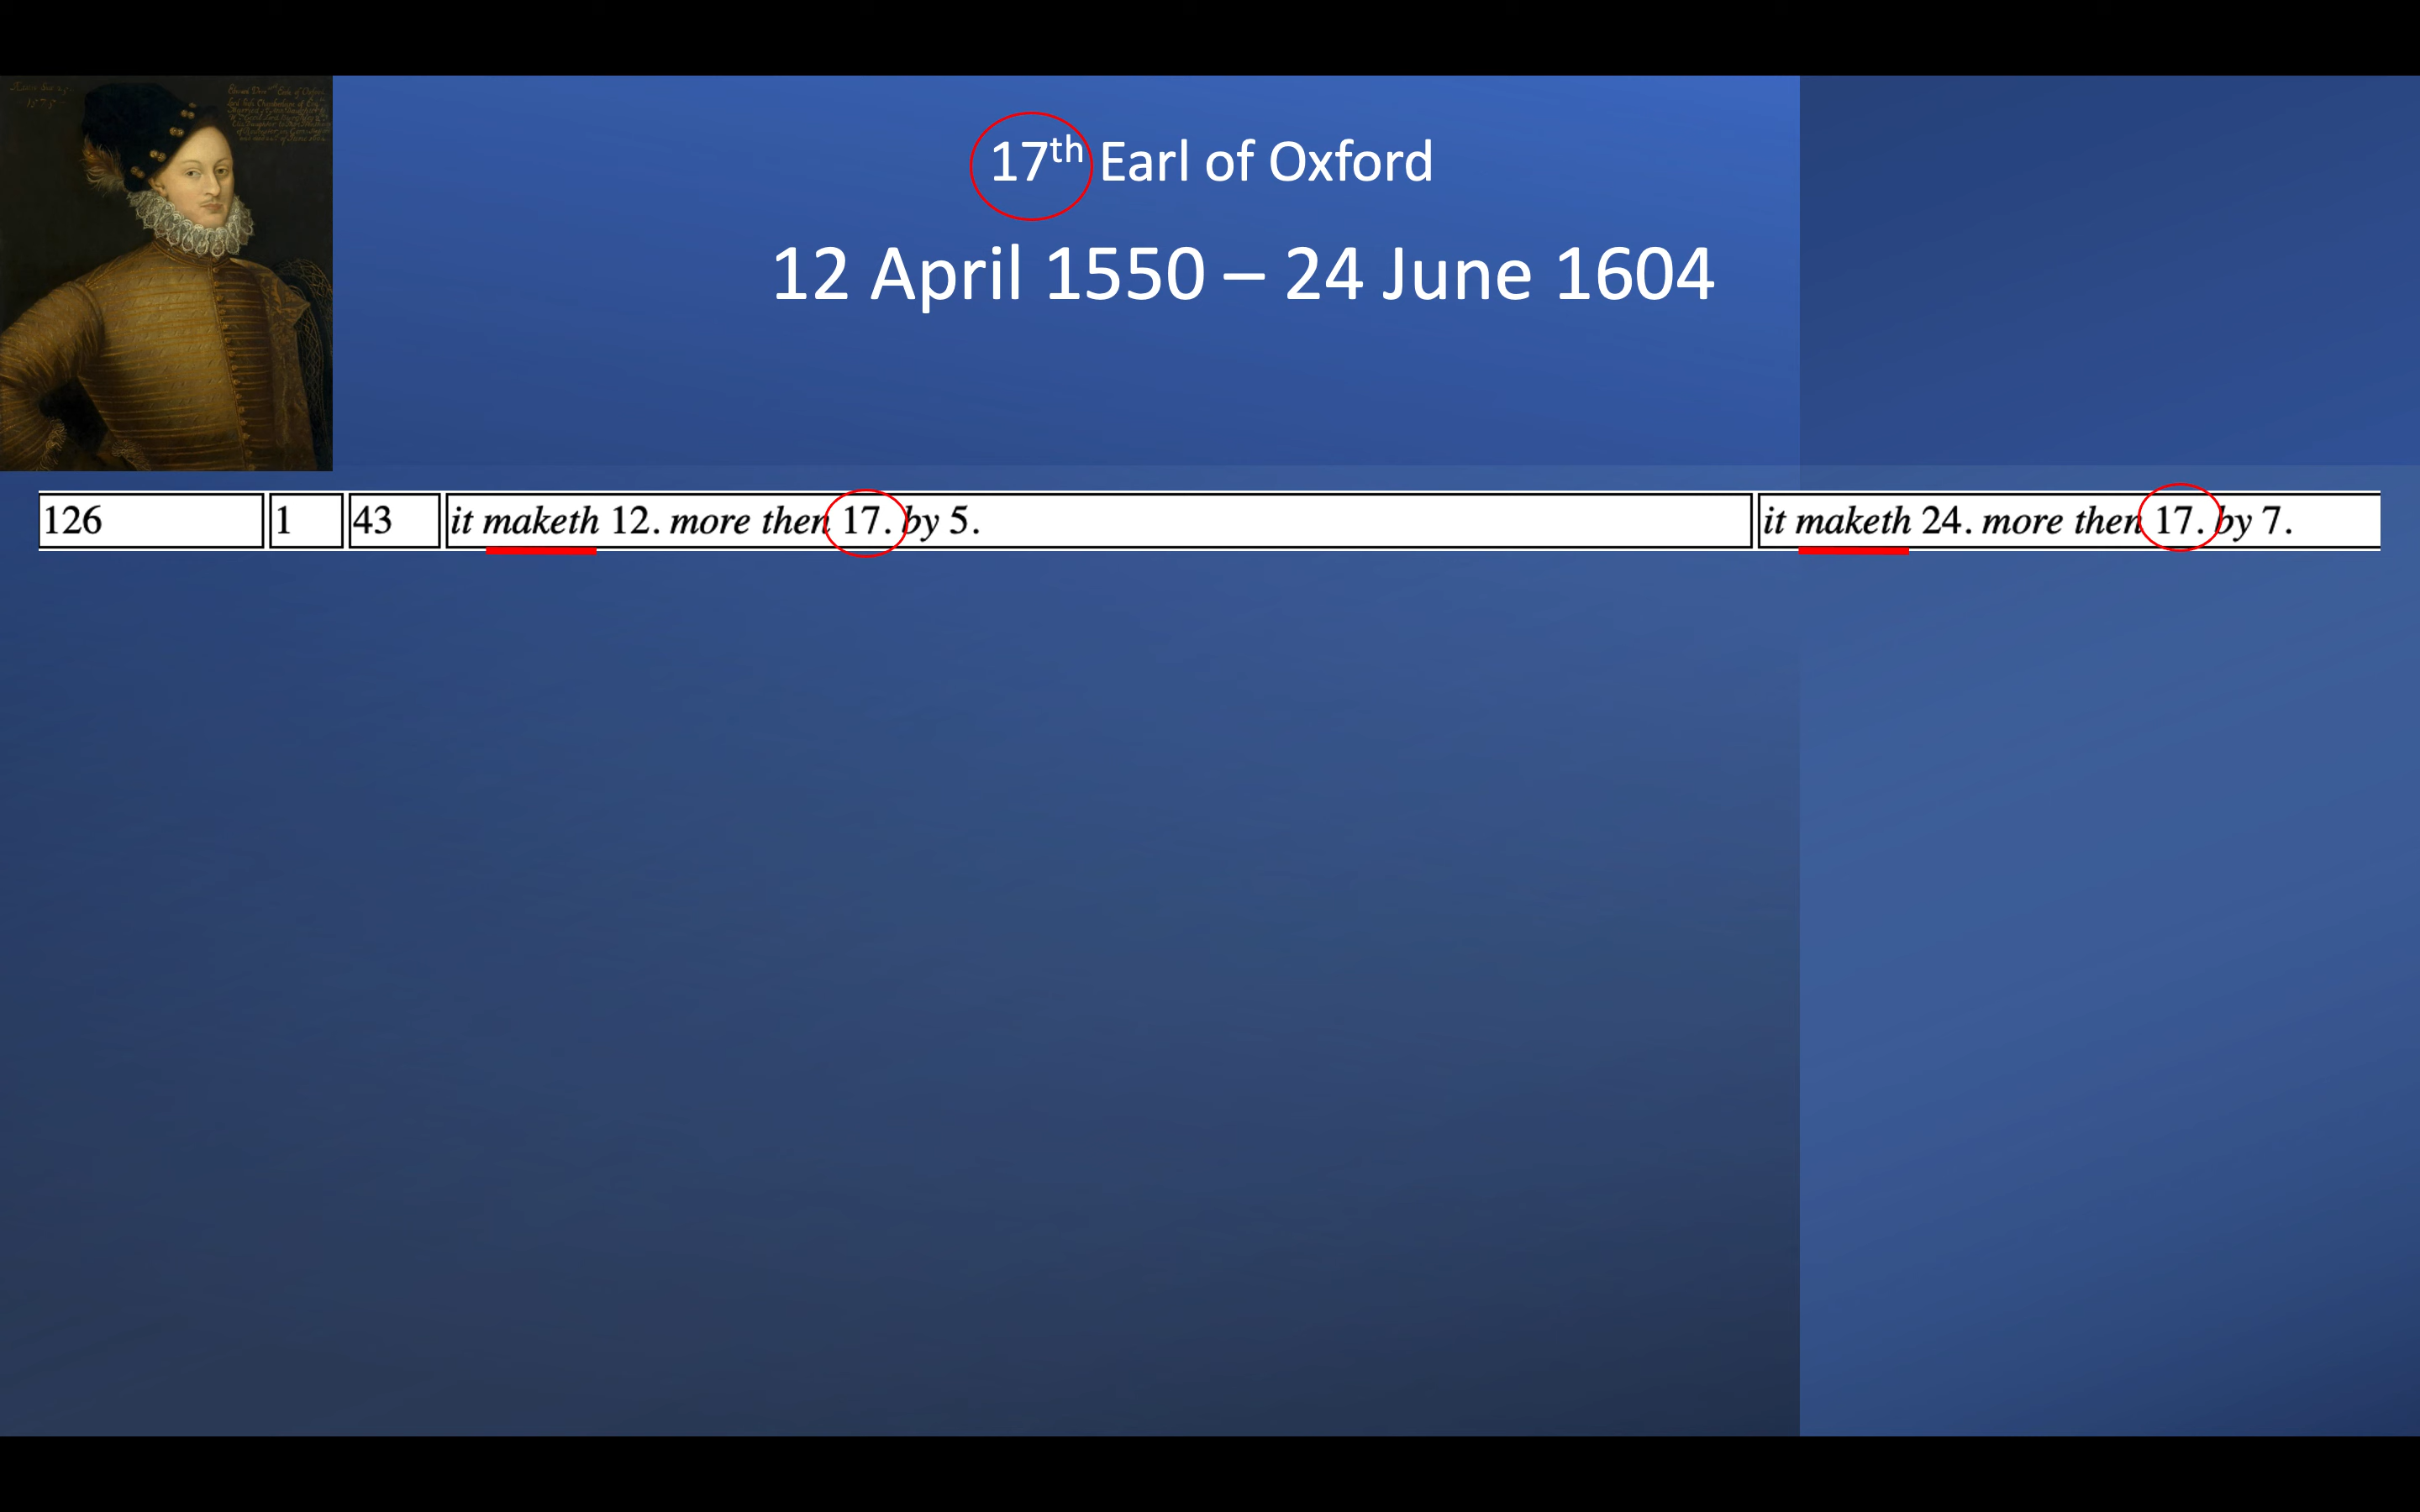 17th Earl of Oxford
12 April 1550 – 24 June 1604
126 1 43 it maketh 12. more then 17. by 5. it maketh 24. more then 17. by 7.